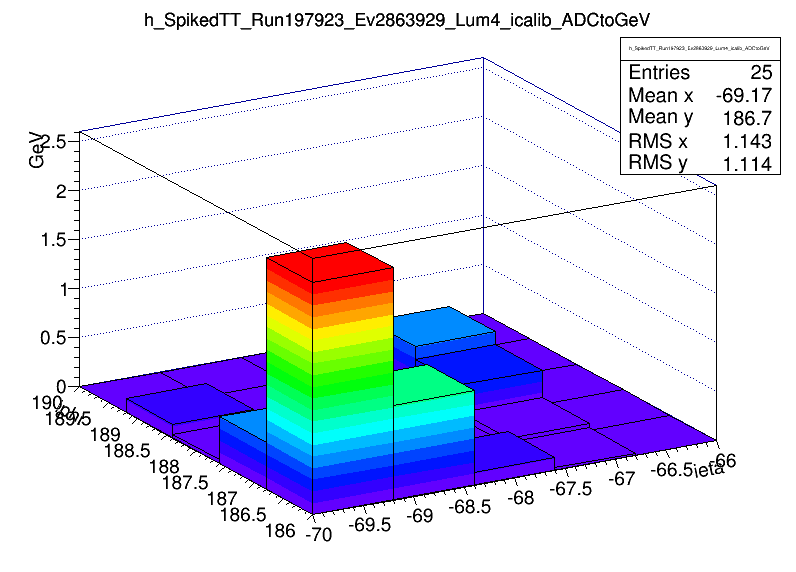 h_SpikedTT_Run197923_Ev2863929_Lum4_icalib_ADCtoGeV
h_SpikedTT_Run197923_Ev2863929_Lum4_icalib_ADCtoGeV
Entries 25
Mean x -69.17
Mean y 186.7
RMS x 1.143
RMS y 1.114
GeV
2.5
2
1.5
1
0.5
0
190
189.5
189
188.5
188
187.5
187
186.5
186
-70
-69.5
-69
-68.5
-68
-67.5
-67
-66.5
-66
ieta